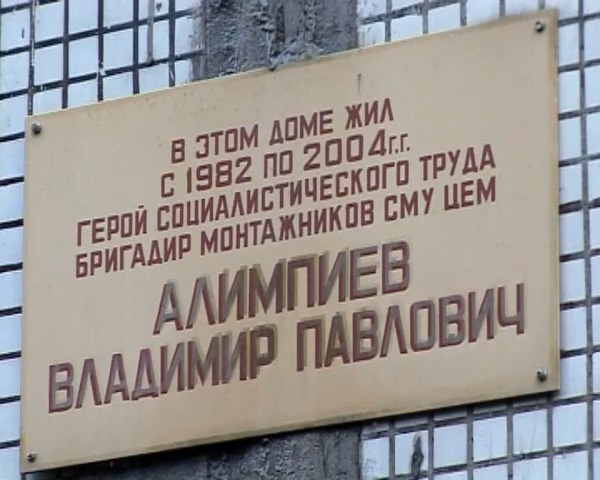 В ЭТОМ ДОМЕ ЖИЛ
С 1982 ПО 2004г.г.
ГЕРОЙ СОЦИАЛИСТИЧЕСКОГО ТРУДА
БРИГАДИР МОНТАЖНИКОВ СМУ ЦЕМ
АЛИМПИЕВ
ВЛАДИМИР ПАВЛОВИЧ